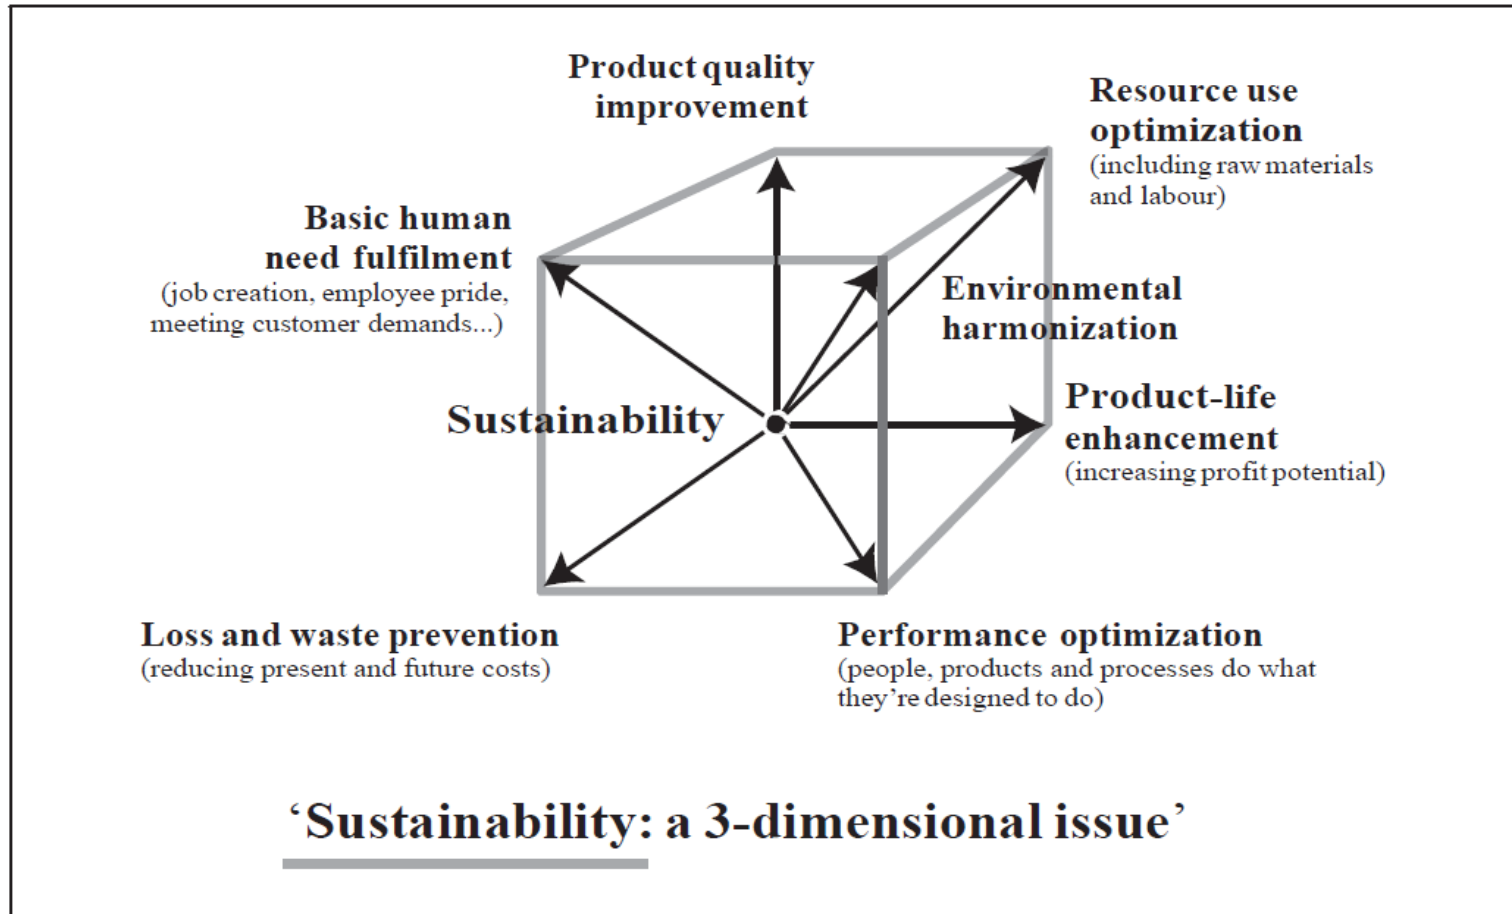 Product quality
improvement
Resource use
optimization
(including raw materials
and labour)
Basic human
need fulfilment
(job creation, employee pride,
meeting customer demands...)
Environmental
harmonization
Sustainability
Product-life
enhancement
(increasing profit potential)
Loss and waste prevention
(reducing present and future costs)
Performance optimization
(people, products and processes do what
they’re designed to do)
‘Sustainability: a 3-dimensional issue’